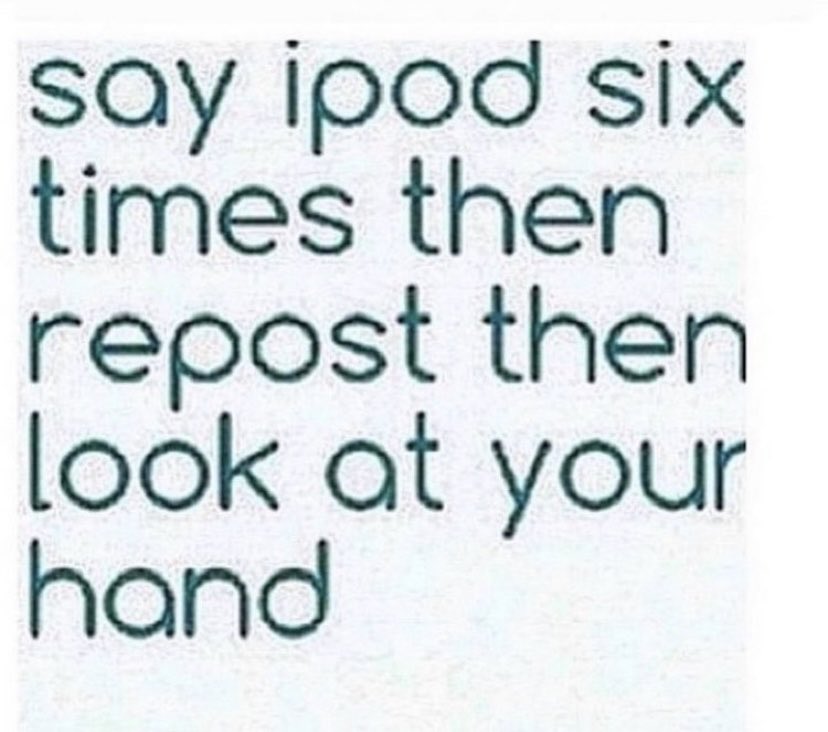 say ipod six
times then
repost then
look at your
hand